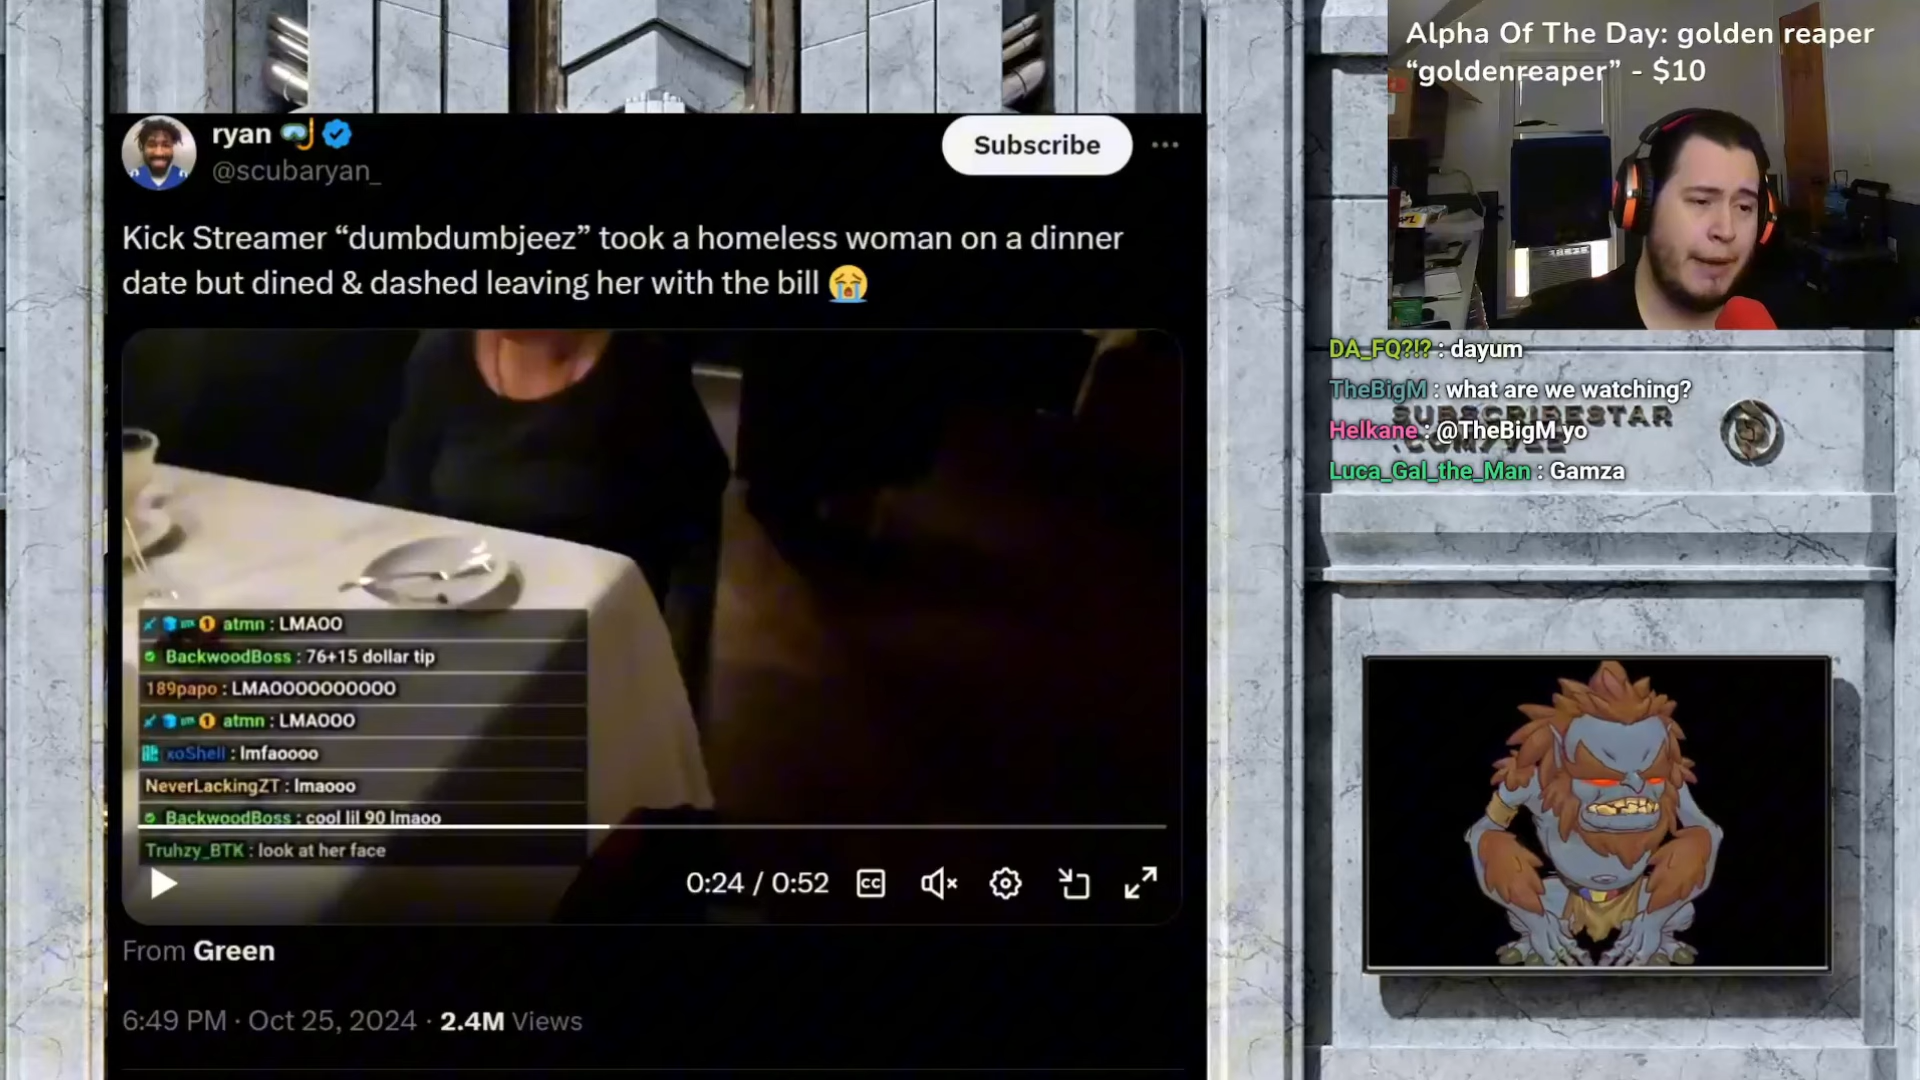 ryan
@scubaryan_
Subscribe
Kick Streamer “dumbdumbjeez” took a homeless woman on a dinner
date but dined & dashed leaving her with the bill 😭
atmn : LMAOO
BackwoodBoss : 76+15 dollar tip
189papo : LMAOOOOOOOOOO
atmn : LMAOOO
xoShell : lmfaoooo
NeverLackingZT : lmaooo
BackwoodBoss : cool lil 90 lmaoo
Truhzy_BTK : look at her face
0:24 / 0:52
CC
From Green
6:49 PM · Oct 25, 2024 · 2.4M Views
Alpha Of The Day: golden reaper
“goldenreaper” - $10
DA_FQ?!? : dayum
TheBigM : what are we watching?
SUBSCRIBESTAR
Helkane : @TheBigM yo
Luca_Gal_the_Man : Gamza